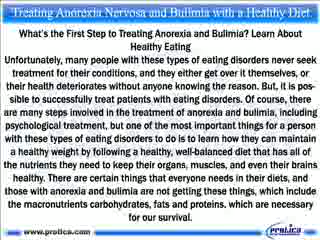 Treating Anorexia Nervosa and Bulimia with a Healthy Diet
What's the First Step to Treating Anorexia and Bulimia? Learn About
Healthy Eating
Unfortunately, many people with these types of eating disorders never seek
treatment for their conditions, and they either get over it themselves, or
their health deteriorates without anyone knowing the reason. But, it is pos-
sible to successfully treat patients with eating disorders. Of course, there
are many steps involved in the treatment of anorexia and bulimia, including
psychological treatment, but one of the most important things for a person
with these types of eating disorders to do is to learn how they can maintain
a healthy weight by following a healthy, well-balanced diet that has all of
the nutrients they need to keep their organs, muscles, and even their brains
healthy. There are certain things that everyone needs in their diets, and
those with anorexia and bulimia are not getting these things, which include
the macronutrients carbohydrates, fats and proteins, which are necessary
for our survival.
www.protica.com
Protica